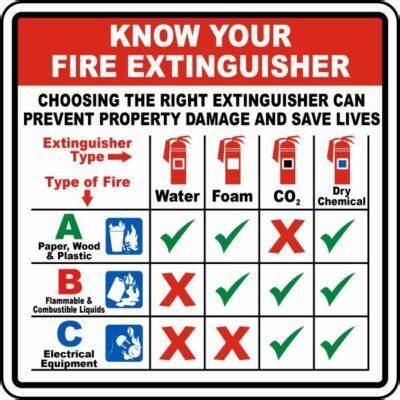 KNOW YOUR
FIRE EXTINGUISHER
CHOOSING THE RIGHT EXTINGUISHER CAN
PREVENT PROPERTY DAMAGE AND SAVE LIVES
Extinguisher
Type
Type of Fire
Water
Foam
CO₂
Dry
Chemical
A
Paper, Wood
& Plastic
B
Flammable &
Combustible Liquids
C
Electrical
Equipment